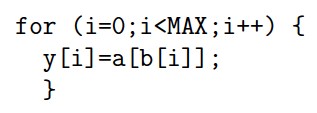 for (i=0;i<MAX;i++) {
y[i]=a[b[i]];
}